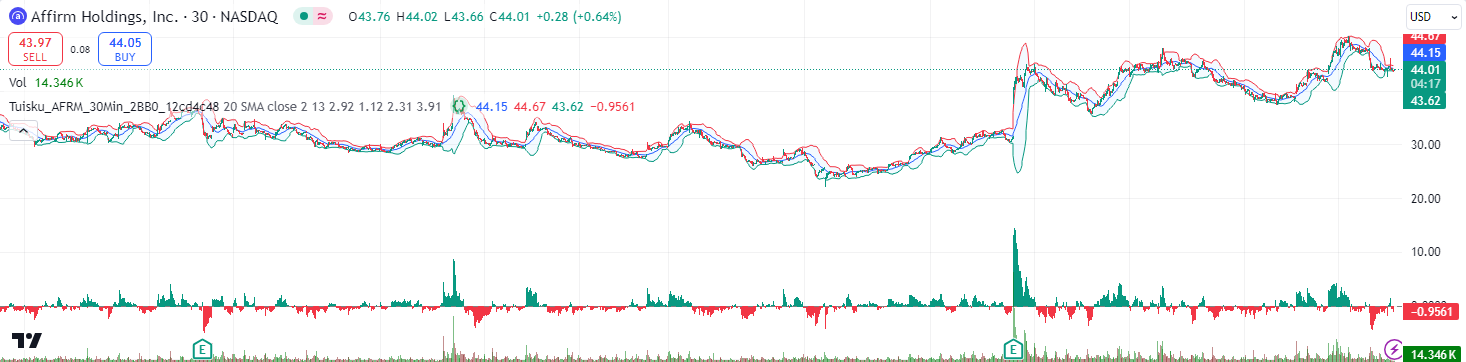 Affirm Holdings, Inc. · 30 · NASDAQ O43.76 H44.02 L43.66 C44.01 +0.28 (+0.64%)
USD
43.97 SELL
0.08
44.05 BUY
44.67
44.15
44.01
04:17
43.62
Vol 14.346 K
Tuisku_AFRM_30Min_2BB0_12cd4c48 20 SMA close 2 13 2.92 1.12 2.31 3.91 44.15 44.67 43.62 −0.9561
30.00
20.00
10.00
−0.9561
E
E
14.346 K